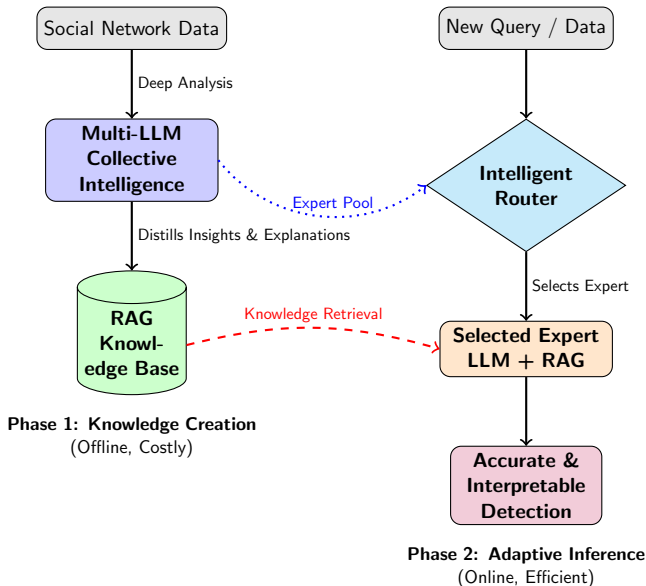 Social Network Data
Deep Analysis
Multi-LLM
Collective
Intelligence
Distills Insights & Explanations
RAG
Knowl-
edge Base
Phase 1: Knowledge Creation
(Offline, Costly)
Expert Pool
Knowledge Retrieval
New Query / Data
Intelligent
Router
Selects Expert
Selected Expert
LLM + RAG
Accurate &
Interpretable
Detection
Phase 2: Adaptive Inference
(Online, Efficient)